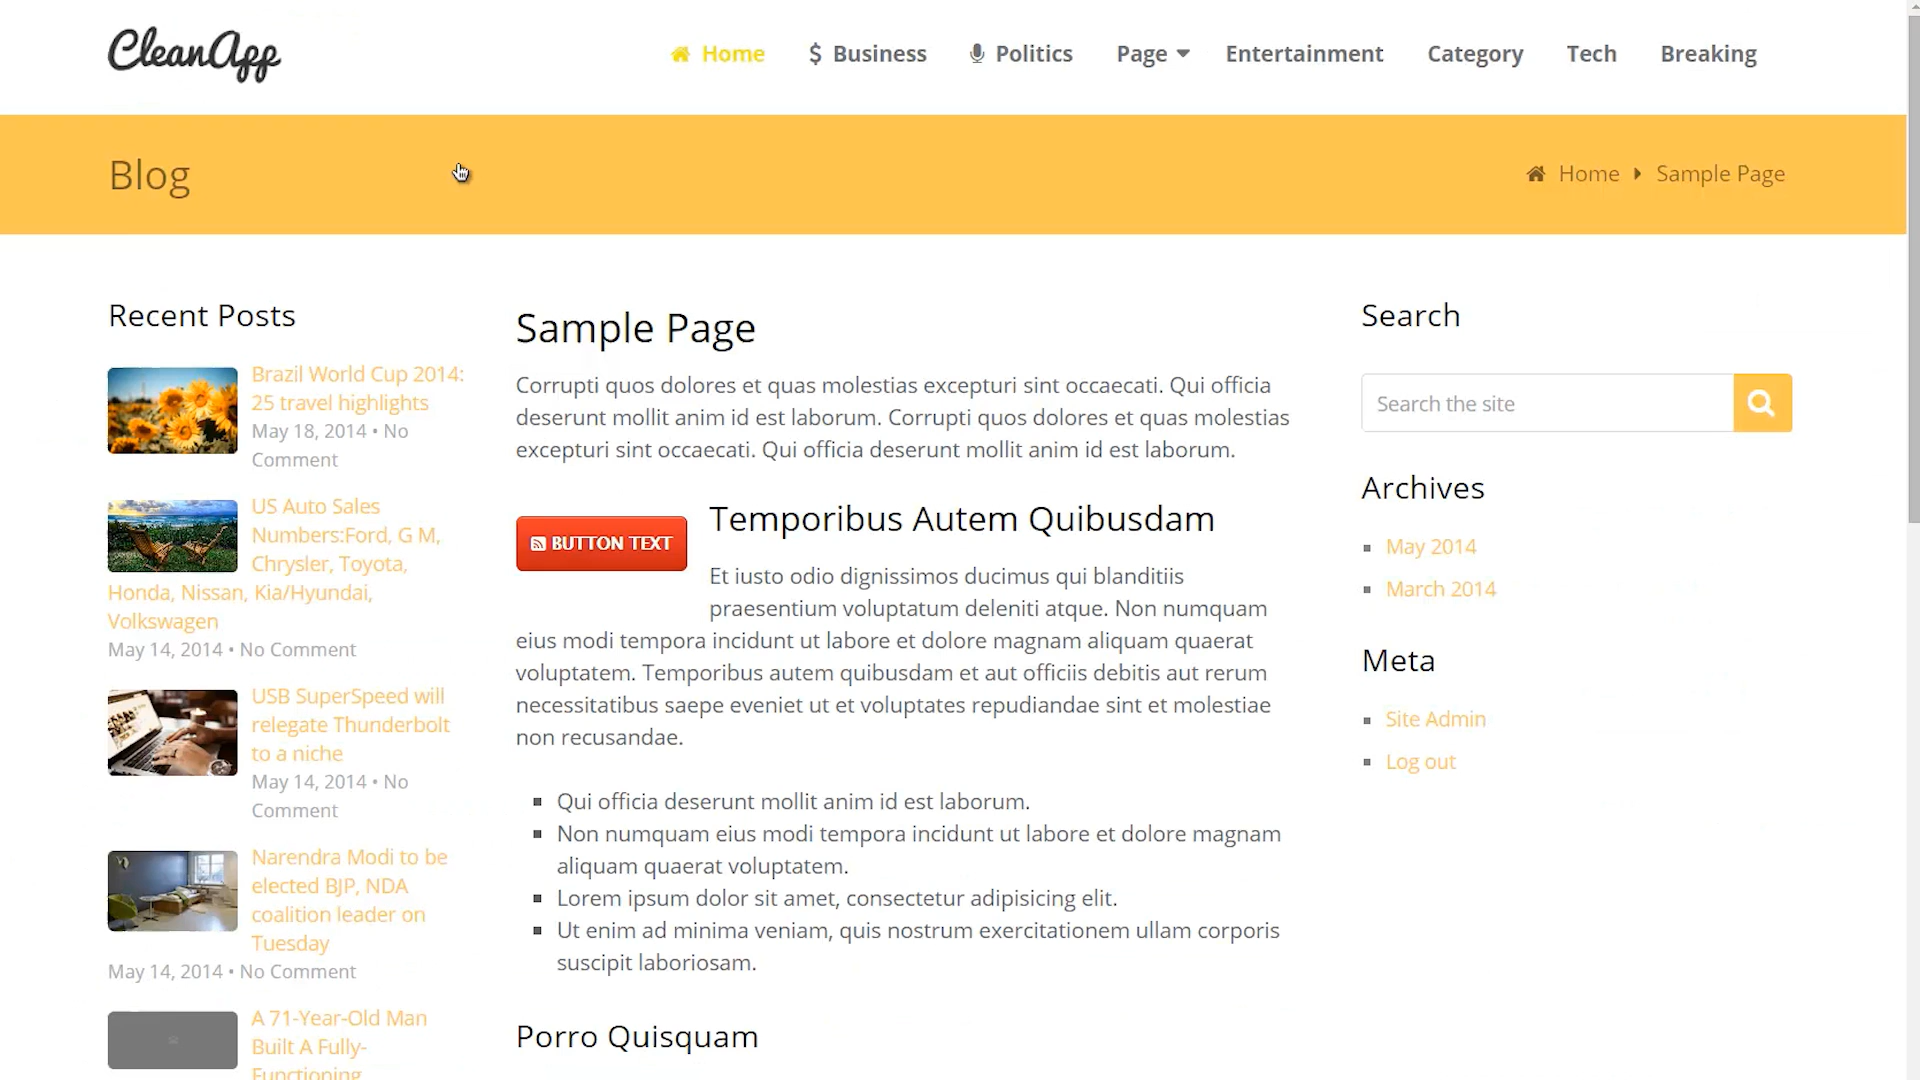 CleanApp
Home
Business
Politics
Page
Entertainment
Category
Tech
Breaking
Blog
Home
Sample Page
Recent Posts
Brazil World Cup 2014:
25 travel highlights
May 18, 2014 • No
Comment
US Auto Sales
Numbers:Ford, G M,
Chrysler, Toyota,
Honda, Nissan, Kia/Hyundai,
Volkswagen
May 14, 2014 • No Comment
USB SuperSpeed will
relegate Thunderbolt
to a niche
May 14, 2014 • No
Comment
Narendra Modi to be
elected BJP, NDA
coalition leader on
Tuesday
May 14, 2014 • No Comment
A 71-Year-Old Man
Built A Fully-
Functioning
Sample Page
Corrupti quos dolores et quas molestias excepturi sint occaecati. Qui officia
deserunt mollit anim id est laborum. Corrupti quos dolores et quas molestias
excepturi sint occaecati. Qui officia deserunt mollit anim id est laborum.
BUTTON TEXT
Temporibus Autem Quibusdam
Et iusto odio dignissimos ducimus qui blanditiis
praesentium voluptatum deleniti atque. Non numquam
eius modi tempora incidunt ut labore et dolore magnam aliquam quaerat
voluptatem. Temporibus autem quibusdam et aut officiis debitis aut rerum
necessitatibus saepe eveniet ut et voluptates repudiandae sint et molestiae
non recusandae.
Qui officia deserunt mollit anim id est laborum.
Non numquam eius modi tempora incidunt ut labore et dolore magnam
aliquam quaerat voluptatem.
Lorem ipsum dolor sit amet, consectetur adipisicing elit.
Ut enim ad minima veniam, quis nostrum exercitationem ullam corporis
suscipit laboriosam.
Porro Quisquam
Search
Search the site
Archives
May 2014
March 2014
Meta
Site Admin
Log out